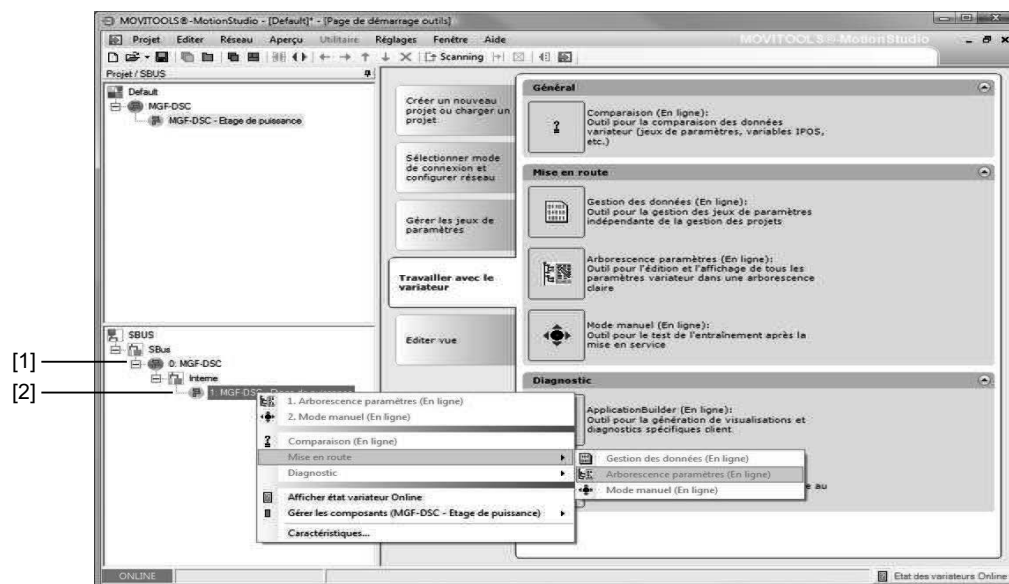 MOVITOOLS®-MotionStudio - [Default]* - [Page de démarrage outils]
Projet Editer Réseau Aperçu Utilitaire Réglages Fenêtre Aide
MOVITOOLS®-MotionStudio
Scanning
Projet / SBUS
Default
MGF-DSC
MGF-DSC - Etage de puissance
Créer un nouveau
projet ou charger un
projet
Sélectionner mode
de connexion et
configurer réseau
Gérer les jeux de
paramètres
Travailler avec le
variateur
Editer vue
Général
Comparaison (En ligne):
Outil pour la comparaison des données
variateur (jeux de paramètres, variables IPOS,
etc.)
Mise en route
Gestion des données (En ligne):
Outil pour la gestion des jeux de paramètres
indépendante de la gestion des projets
Arborescence paramètres (En ligne):
Outil pour l'édition et l'affichage de tous les
paramètres variateur dans une arborescence
claire
Mode manuel (En ligne):
Outil pour le test de l'entraînement après la
mise en service
Diagnostic
ApplicationBuilder (En ligne):
Outil pour la génération de visualisations et
diagnostics spécifiques client
e au
SBUS
SBus
[1]
0: MGF-DSC
Interne
[2]
1: MGF-DSC - Etage de puissance
1. Arborescence paramètres (En ligne)
2. Mode manuel (En ligne)
Comparaison (En ligne)
Mise en route
Diagnostic
Afficher état variateur Online
Gérer les composants (MGF-DSC - Etage de puissance)
Caractéristiques...
Gestion des données (En ligne)
Arborescence paramètres (En ligne)
Mode manuel (En ligne)
ONLINE
Etat des variateurs Online